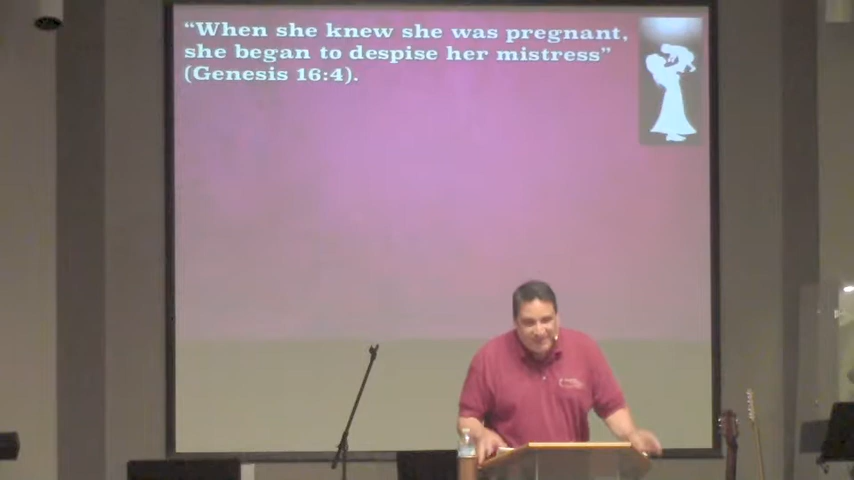 “When she knew she was pregnant,
she began to despise her mistress”
(Genesis 16:4).